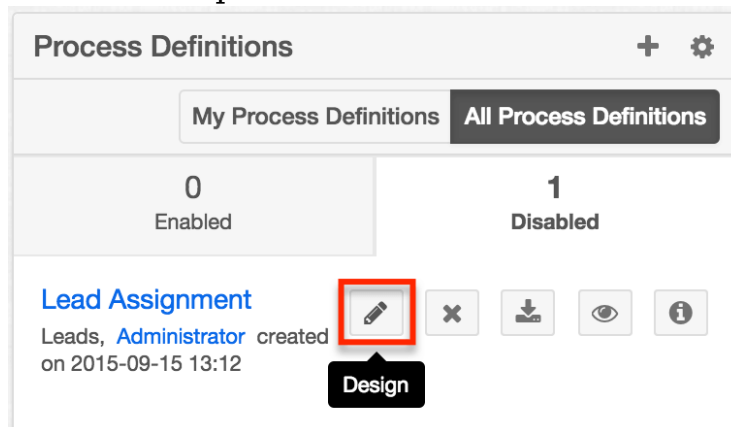 Process Definitions
My Process Definitions All Process Definitions
0 1
Enabled Disabled
Lead Assignment
Leads, Administrator created
on 2015-09-15 13:12
Design